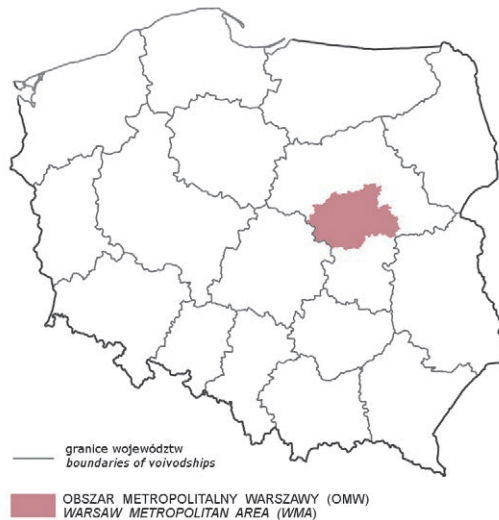 granice województw
boundaries of voivodships
OBSZAR METROPOLITALNY WARSZAWY (OMW)
WARSAW METROPOLITAN AREA (WMA)